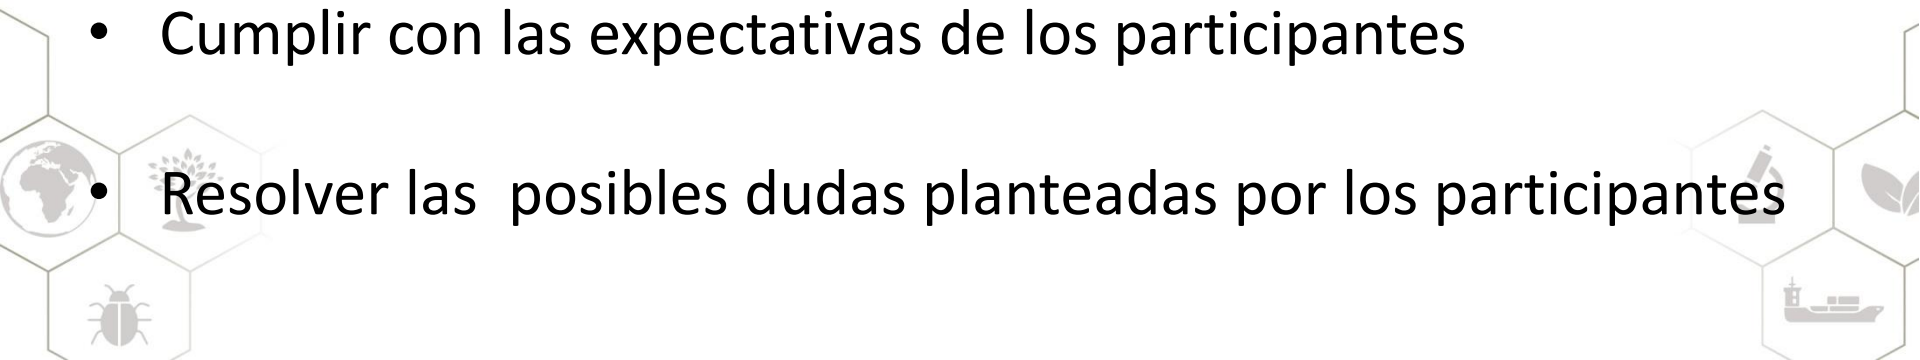 • Cumplir con las expectativas de los participantes
• Resolver las  posibles dudas planteadas por los participantes